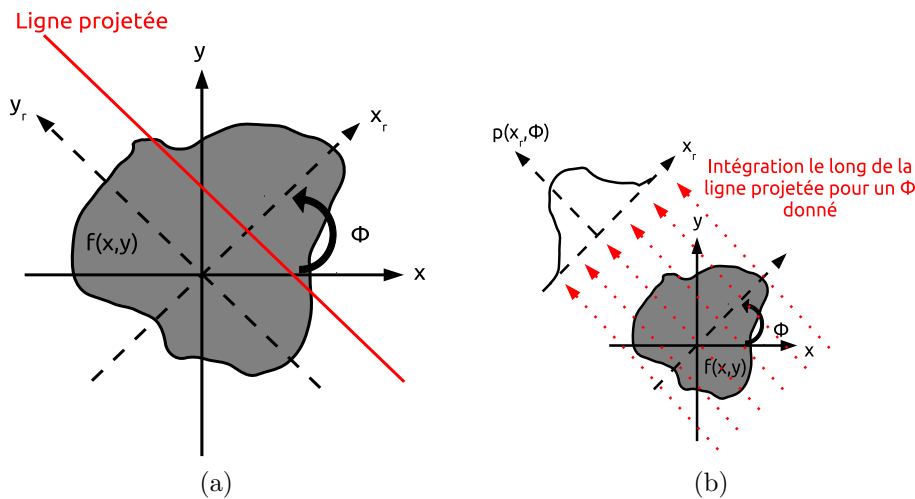 Ligne projetée
y
y_r
x_r
f(x,y)
Φ
x
(a)
p(x_r,Φ)
x_r
Intégration le long de la
ligne projetée pour un Φ
donné
y
Φ
x
f(x,y)
(b)